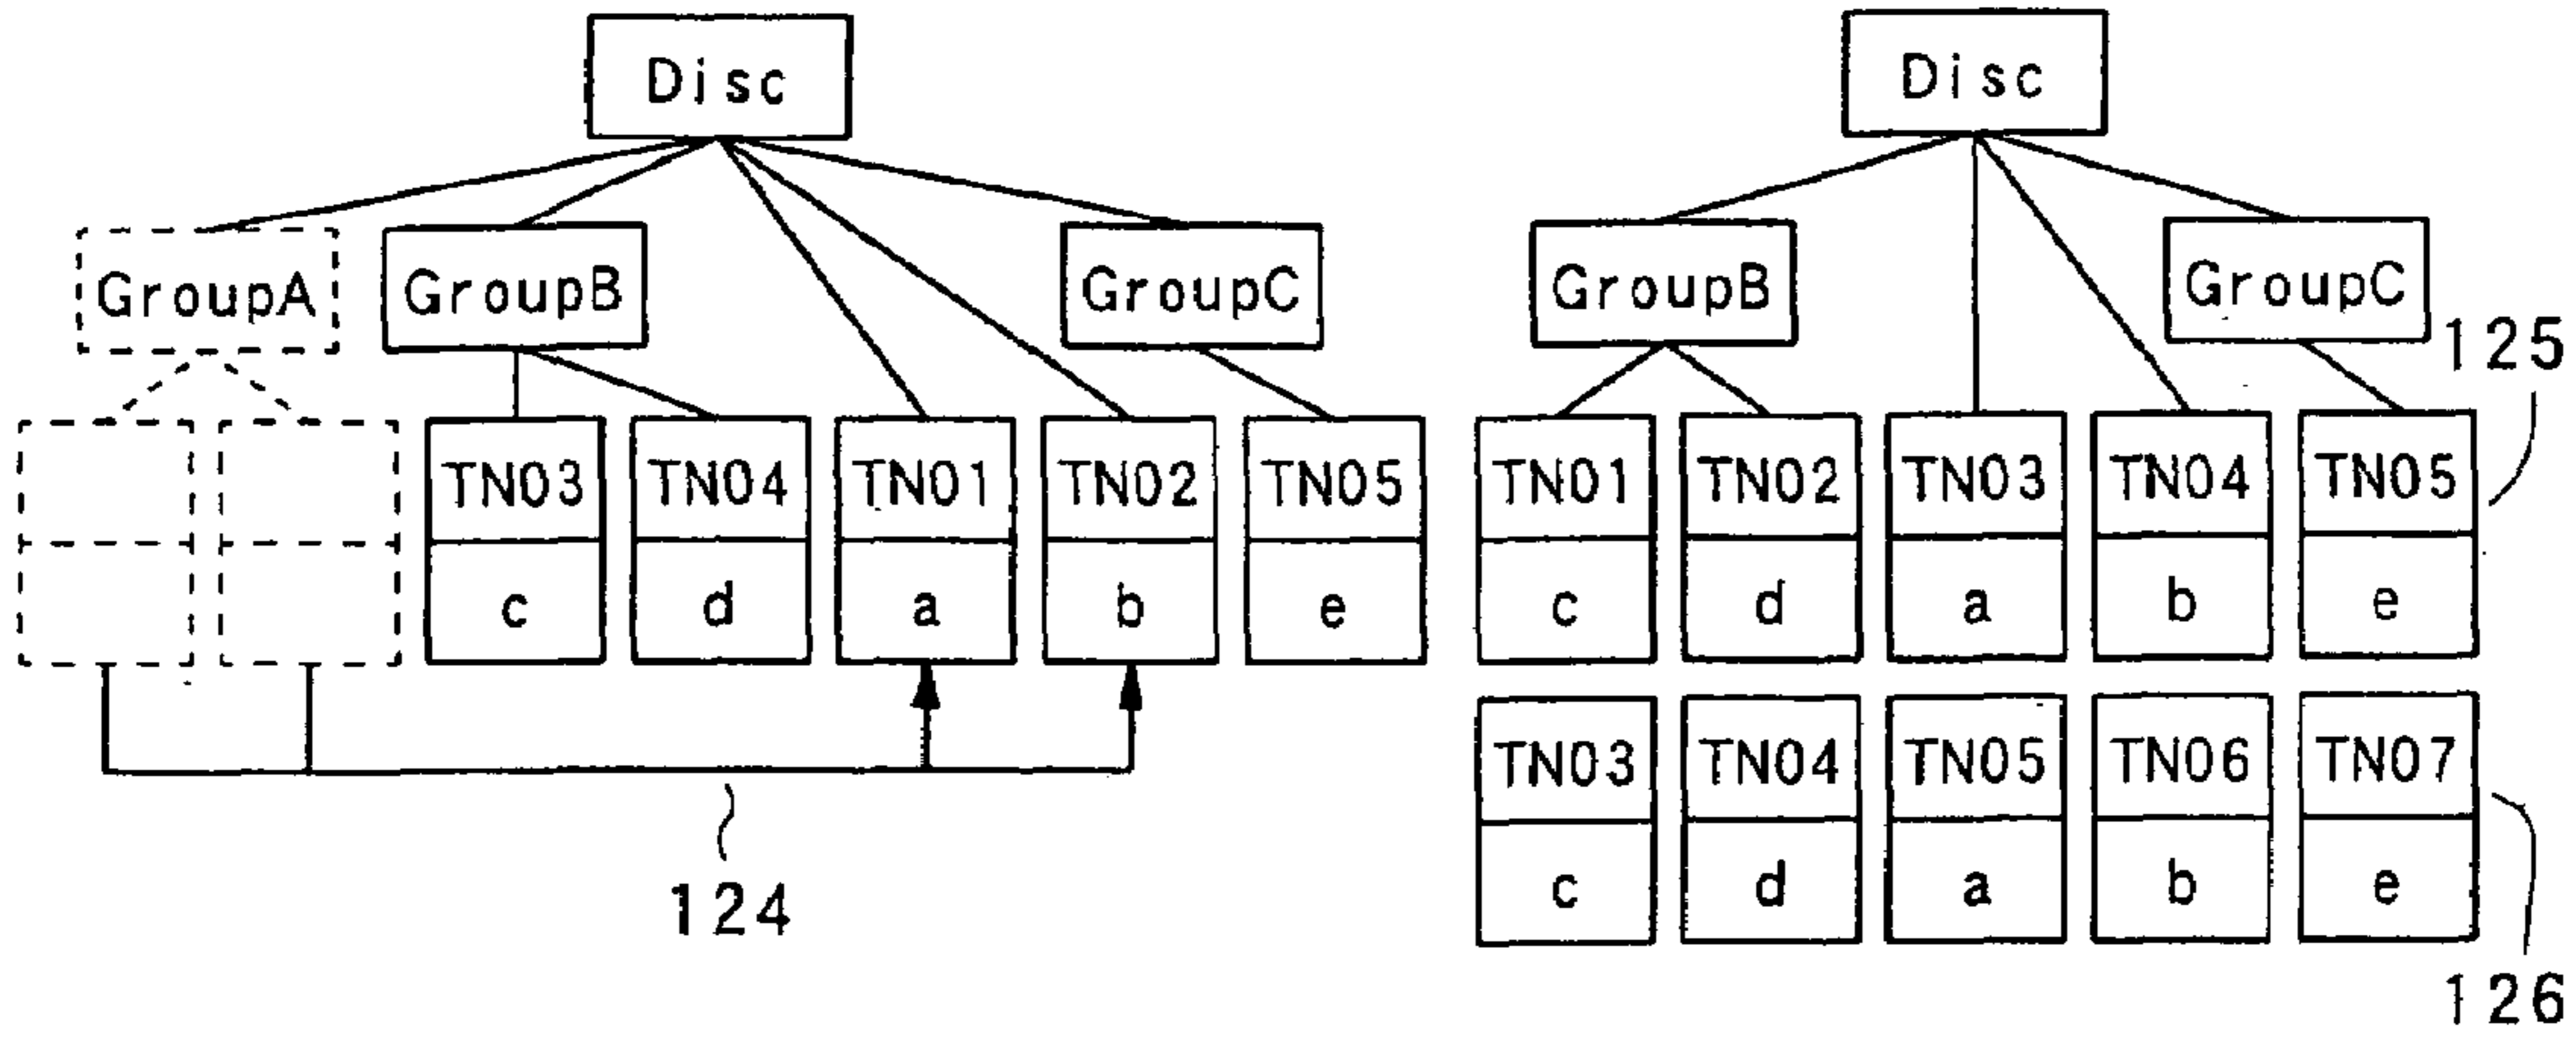 Disc Disc
GroupA GroupB GroupC GroupB GroupC
125
TN03 TN04 TN01 TN02 TN05 TN01 TN02 TN03 TN04 TN05
c d a b e c d a b e
TN03 TN04 TN05 TN06 TN07
124 c d a b e
126